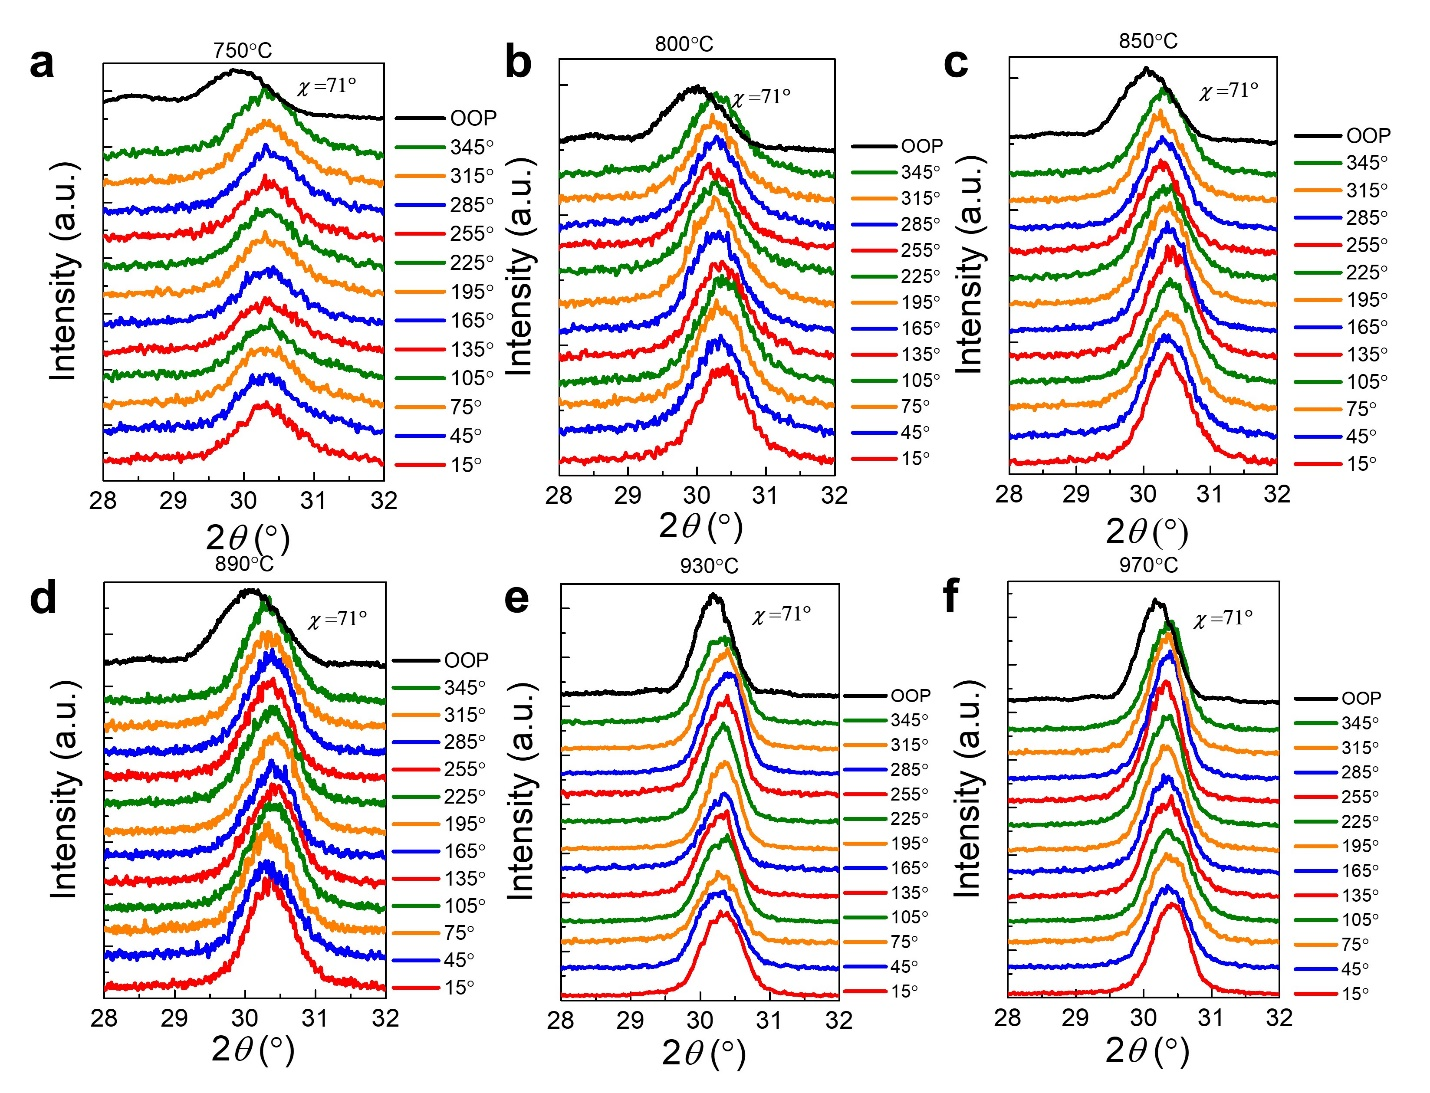 a
750°C
χ=71°
Intensity (a.u.)
OOP
345°
315°
285°
255°
225°
195°
165°
135°
105°
75°
45°
15°
28 29 30 31 32
2θ (°)
b
800°C
χ=71°
Intensity (a.u.)
OOP
345°
315°
285°
255°
225°
195°
165°
135°
105°
75°
45°
15°
28 29 30 31 32
2θ (°)
c
850°C
χ=71°
Intensity (a.u.)
OOP
345°
315°
285°
255°
225°
195°
165°
135°
105°
75°
45°
15°
28 29 30 31 32
2θ (°)
d
890°C
χ=71°
Intensity (a.u.)
OOP
345°
315°
285°
255°
225°
195°
165°
135°
105°
75°
45°
15°
28 29 30 31 32
2θ (°)
e
930°C
χ=71°
Intensity (a.u.)
OOP
345°
315°
285°
255°
225°
195°
165°
135°
105°
75°
45°
15°
28 29 30 31 32
2θ (°)
f
970°C
χ=71°
Intensity (a.u.)
OOP
345°
315°
285°
255°
225°
195°
165°
135°
105°
75°
45°
15°
28 29 30 31 32
2θ (°)